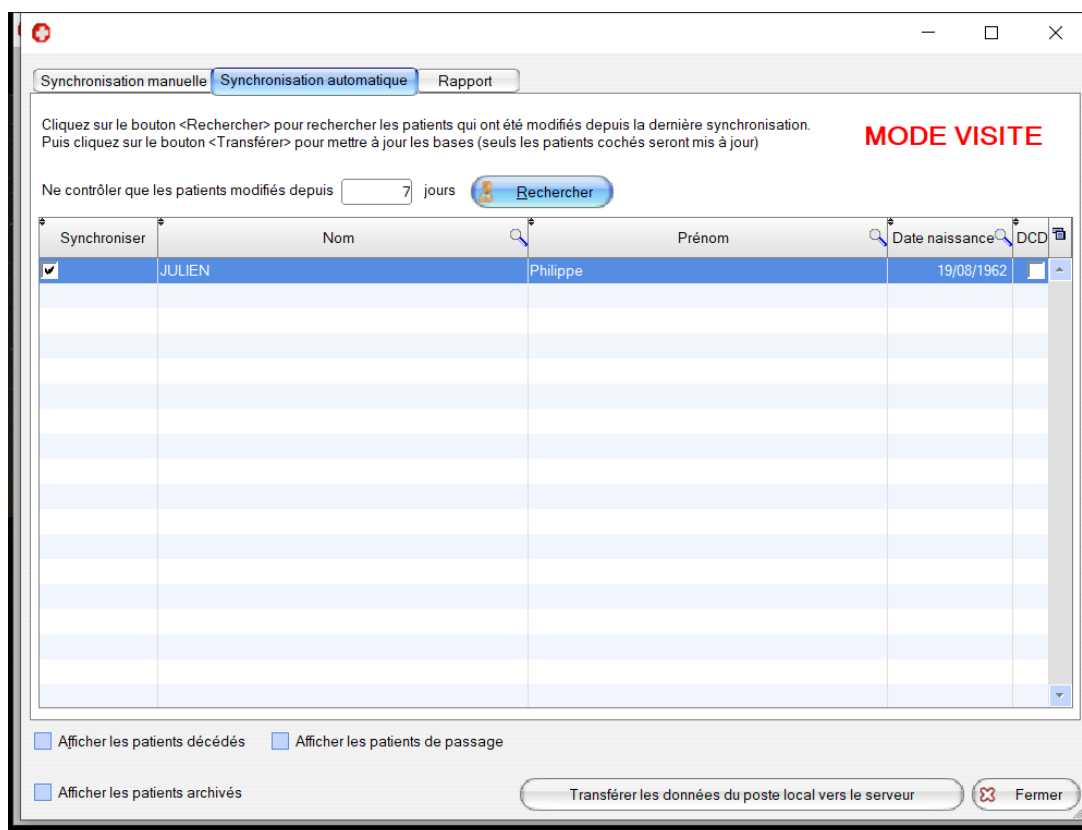 Synchronisation manuelle Synchronisation automatique Rapport
Cliquez sur le bouton <Rechercher> pour rechercher les patients qui ont été modifiés depuis la dernière synchronisation.
Puis cliquez sur le bouton <Transférer> pour mettre à jour les bases (seuls les patients cochés seront mis à jour)
MODE VISITE
Ne contrôler que les patients modifiés depuis 7 jours Rechercher
Synchroniser Nom Prénom Date naissance DCD
JULIEN Philippe 19/08/1962
Afficher les patients décédés Afficher les patients de passage
Afficher les patients archivés Transférer les données du poste local vers le serveur Fermer